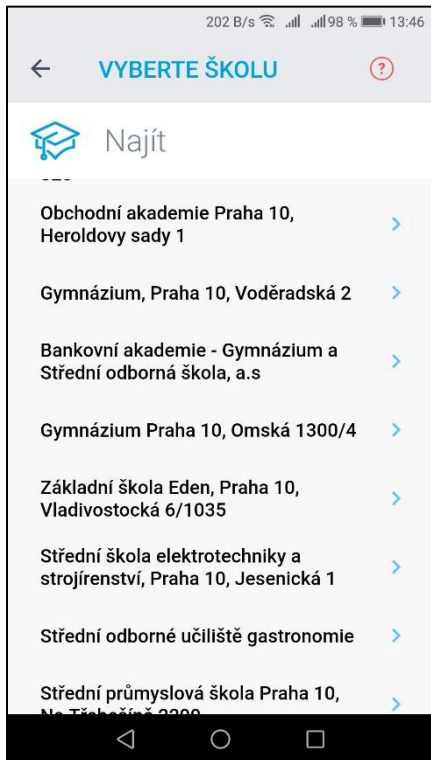 202 B/s 98 % 13:46
VYBERTE ŠKOLU ?
Najít
Obchodní akademie Praha 10,
Heroldovy sady 1
Gymnázium, Praha 10, Voděradská 2
Bankovní akademie - Gymnázium a
Střední odborná škola, a.s
Gymnázium Praha 10, Omská 1300/4
Základní škola Eden, Praha 10,
Vladivostocká 6/1035
Střední škola elektrotechniky a
strojírenství, Praha 10, Jesenická 1
Střední odborné učiliště gastronomie
Střední průmyslová škola Praha 10,